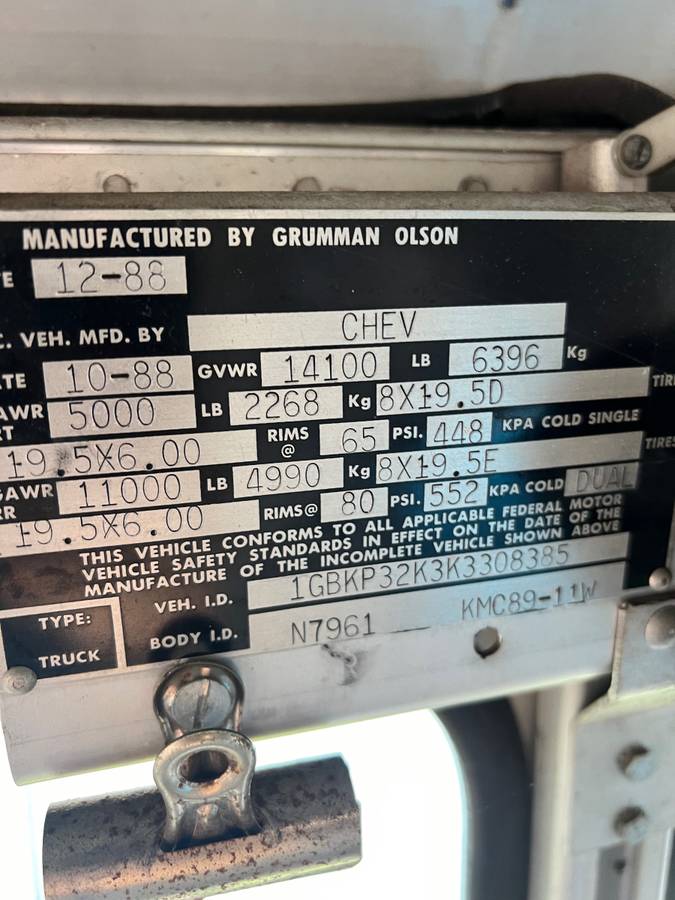 MANUFACTURED BY GRUMMAN OLSON
E 12-88
C. VEH. MFD. BY CHEV
TE 10-88 GVWR 14100 LB 6396 Kg
AWR 5000 LB 2268 Kg 8X19.5D TIR
RT 19.5X6.00 RIMS @ 65 PSI. 448 KPA COLD SINGLE
GAWR 11000 LB 4990 Kg 8X19.5E TIRES
RR 19.5X6.00 RIMS@ 80 PSI. 552 KPA COLD DUAL
THIS VEHICLE CONFORMS TO ALL APPLICABLE FEDERAL MOTOR
VEHICLE SAFETY STANDARDS IN EFFECT ON THE DATE OF THE
MANUFACTURE OF THE INCOMPLETE VEHICLE SHOWN ABOVE
VEH. I.D. 1GBKP32K3K3308385
TYPE: TRUCK
BODY I.D. N7961 KMC89-11W